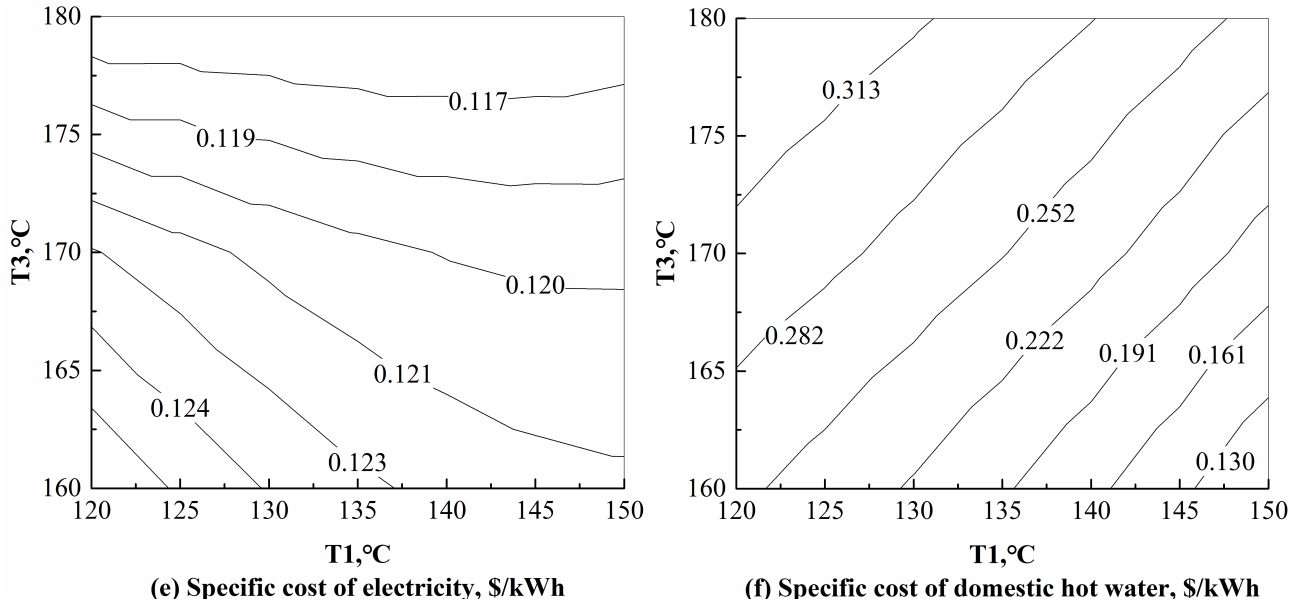 180
175
170
165
160
T3,°C
0.117
0.119
0.120
0.121
0.124
0.123
120 125 130 135 140 145 150
T1,°C
(e) Specific cost of electricity, $/kWh
180
175
170
165
160
T3,°C
0.313
0.252
0.282
0.222
0.191
0.161
0.130
120 125 130 135 140 145 150
T1,°C
(f) Specific cost of domestic hot water, $/kWh